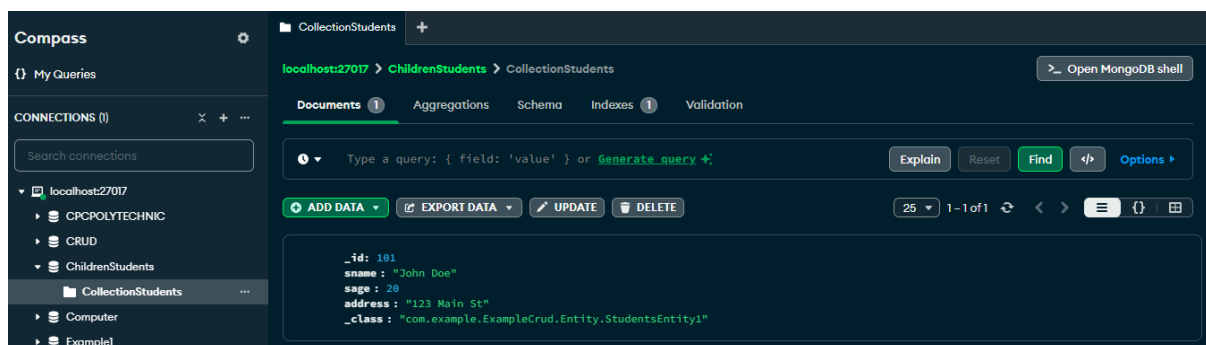 Compass
{} My Queries
CONNECTIONS (1)
Search connections
localhost:27017
CPCPOLYTECHNIC
CRUD
ChildrenStudents
CollectionStudents
Computer
Example1
CollectionStudents
localhost:27017 > ChildrenStudents > CollectionStudents
>_ Open MongoDB shell
Documents 1 Aggregations Schema Indexes 1 Validation
Type a query: { field: 'value' } or Generate query
Explain Reset Find </> Options
ADD DATA EXPORT DATA UPDATE DELETE
25 1-1 of 1 {}
_id: 101
sname : "John Doe"
sage : 20
address : "123 Main St"
_class : "com.example.ExampleCrud.Entity.StudentsEntity1"